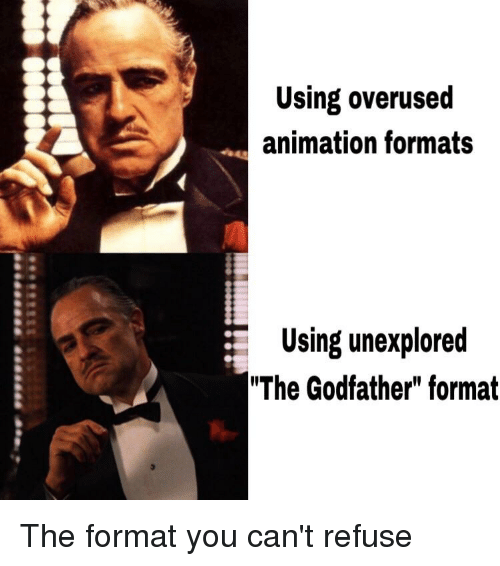 Using overused
animation formats
Using unexplored
"The Godfather" format
The format you can't refuse